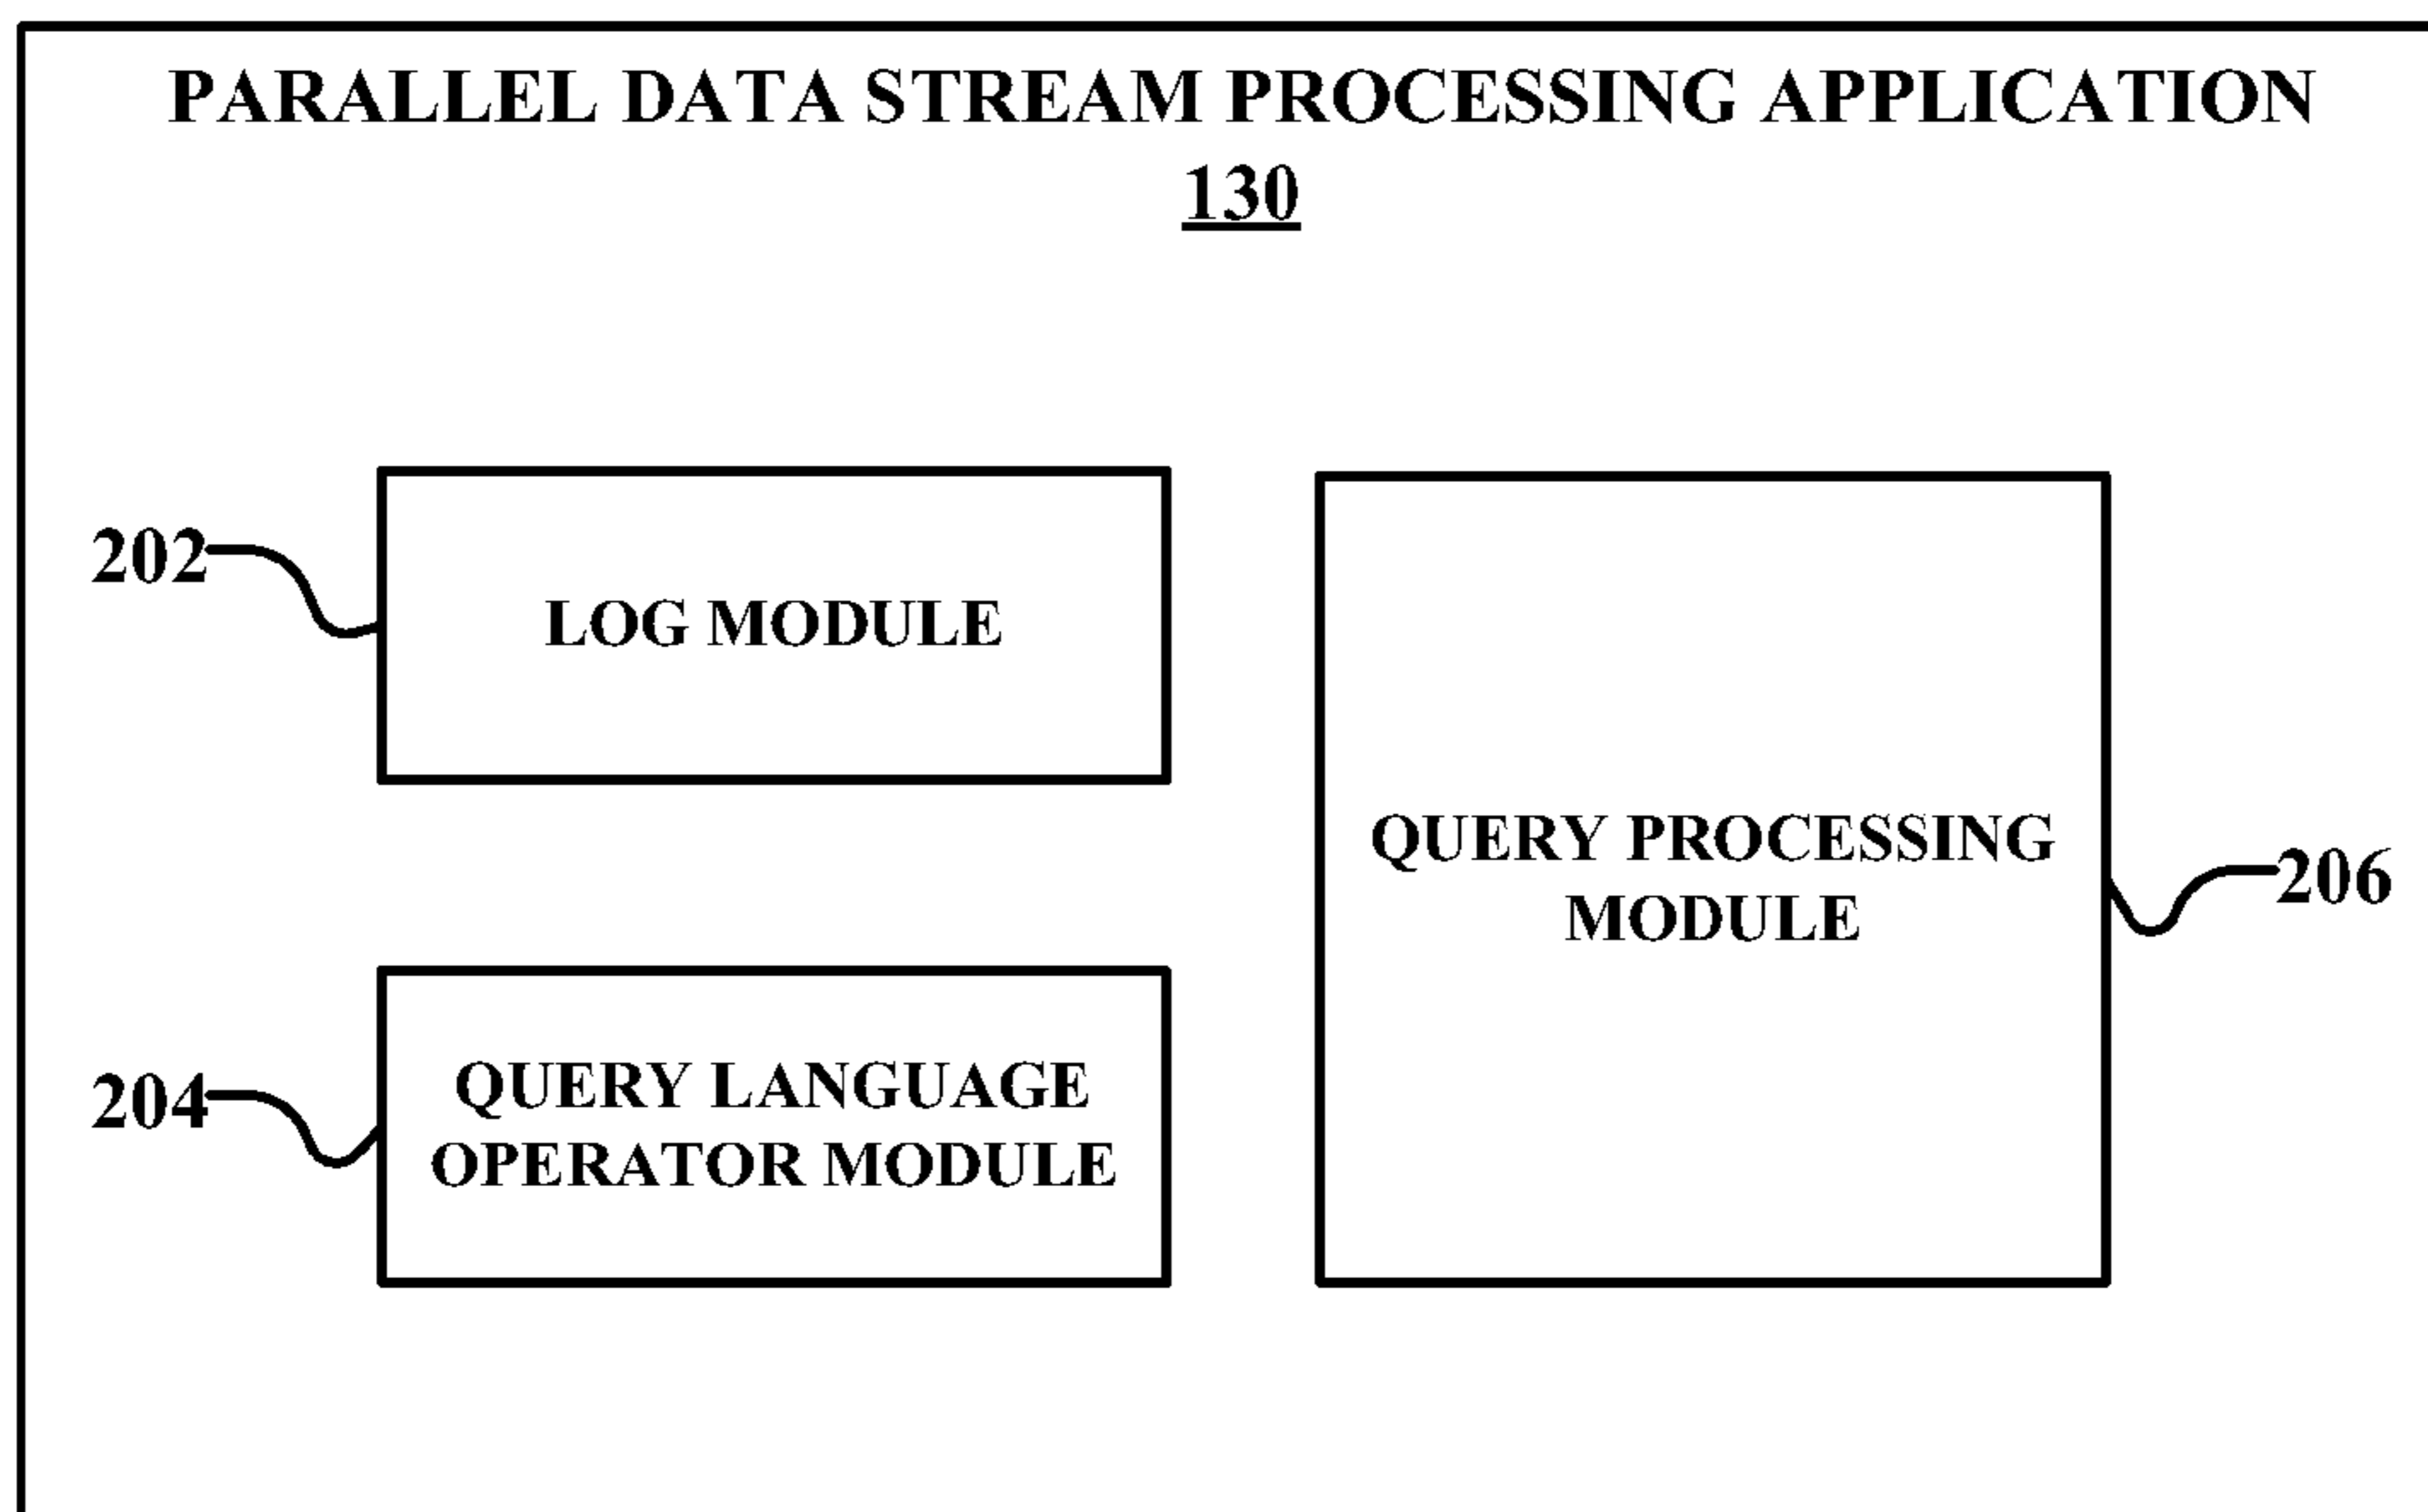 PARALLEL DATA STREAM PROCESSING APPLICATION
130
202
LOG MODULE
204
QUERY LANGUAGE
OPERATOR MODULE
QUERY PROCESSING
MODULE
206